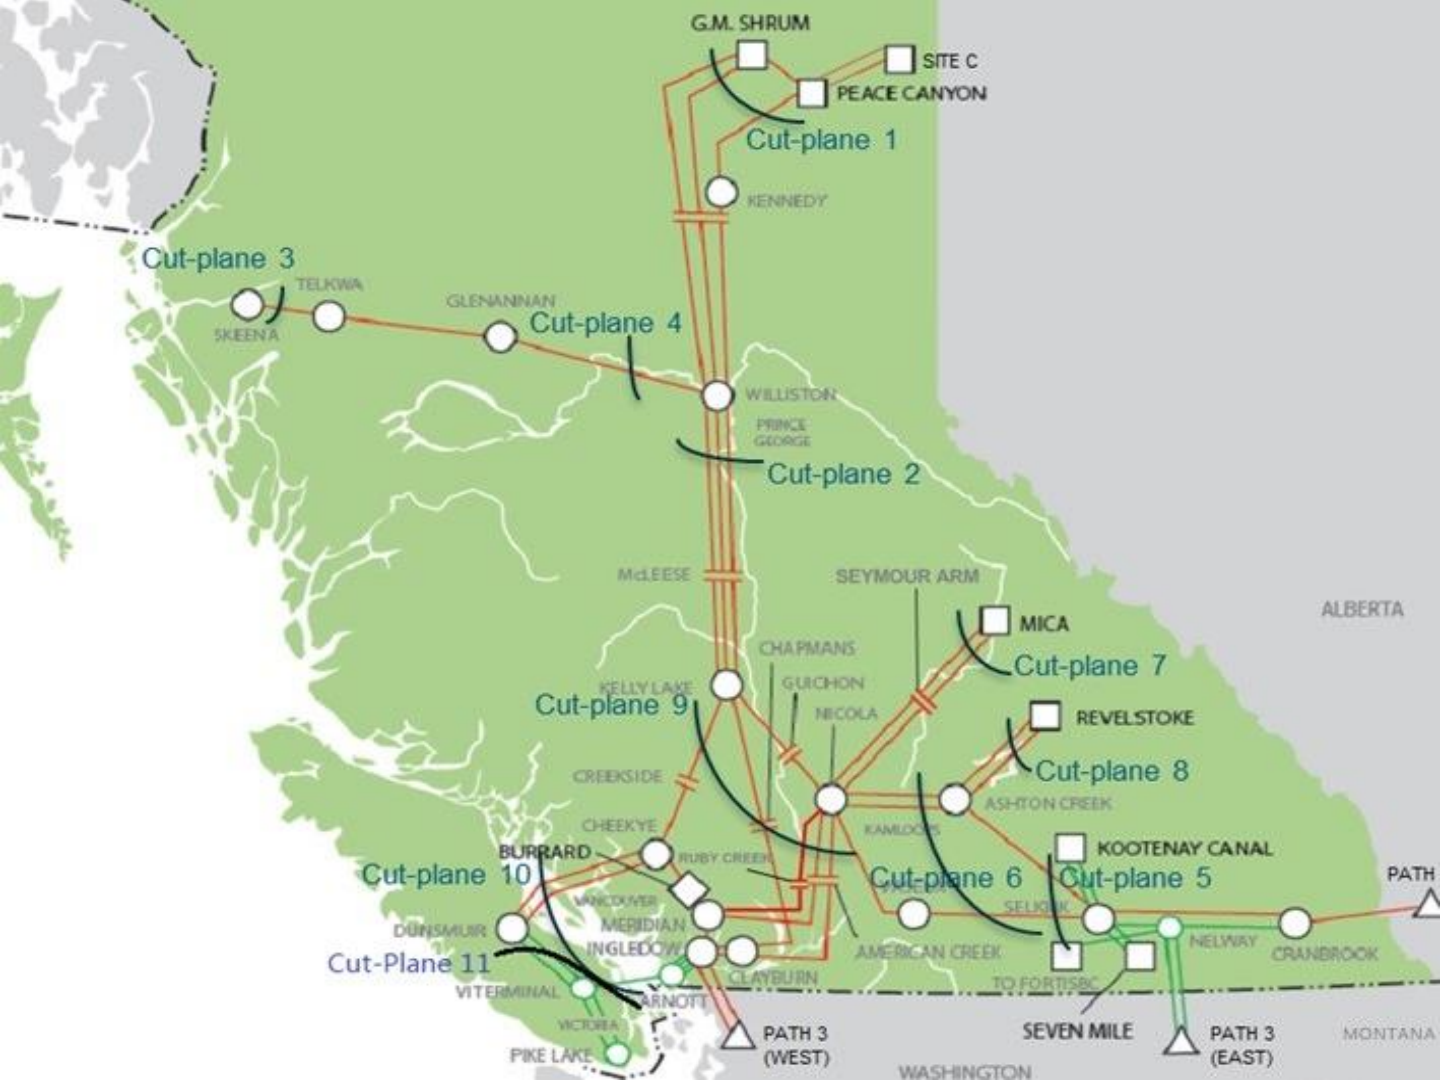 G.M. SHRUM
SITE C
PEACE CANYON
Cut-plane 1
KENNEDY
Cut-plane 3
TELKWA
GLENANNAN
SKEENA
Cut-plane 4
WILLISTON
PRINCE
GEORGE
Cut-plane 2
McLEESE
SEYMOUR ARM
ALBERTA
MICA
CHAPMANS
Cut-plane 7
KELLY LAKE
GUICHON
Cut-plane 9
NICOLA
REVELSTOKE
CREEKSIDE
Cut-plane 8
ASHTON CREEK
CHEEKYE
KAMLOOPS
BURRARD
RUBY CREEK
KOOTENAY CANAL
Cut-plane 10
Cut-plane 6
Cut-plane 5
PATH
VANCOUVER
SELKIRK
MERIDIAN
DUNSMUIR
INGLEDOW
AMERICAN CREEK
NELWAY
CRANBROOK
Cut-Plane 11
CLAYBURN
TO FORTISBC
VITERMINAL
ARNOTT
VICTORIA
SEVEN MILE
PATH 3
(WEST)
PATH 3
(EAST)
MONTANA
PIKE LAKE
WASHINGTON